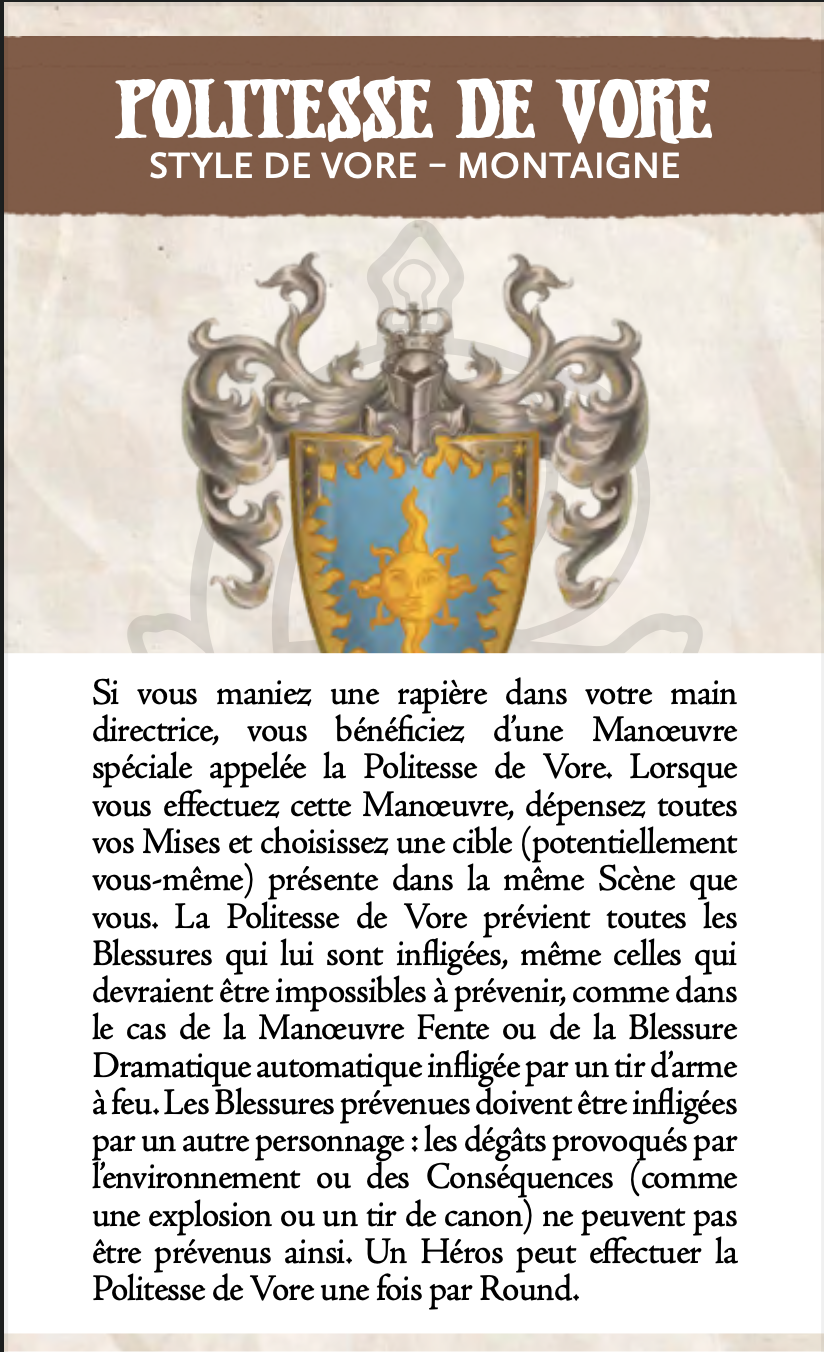 POLITESSE DE VORE
STYLE DE VORE – MONTAIGNE
Si vous maniez une rapière dans votre main
directrice, vous bénéficiez d’une Manœuvre
spéciale appelée la Politesse de Vore. Lorsque
vous effectuez cette Manœuvre, dépensez toutes
vos Mises et choisissez une cible (potentiellement
vous-même) présente dans la même Scène que
vous. La Politesse de Vore prévient toutes les
Blessures qui lui sont infligées, même celles qui
devraient être impossibles à prévenir, comme dans
le cas de la Manœuvre Fente ou de la Blessure
Dramatique automatique infligée par un tir d’arme
à feu. Les Blessures prévenues doivent être infligées
par un autre personnage : les dégâts provoqués par
l’environnement ou des Conséquences (comme
une explosion ou un tir de canon) ne peuvent pas
être prévenus ainsi. Un Héros peut effectuer la
Politesse de Vore une fois par Round.